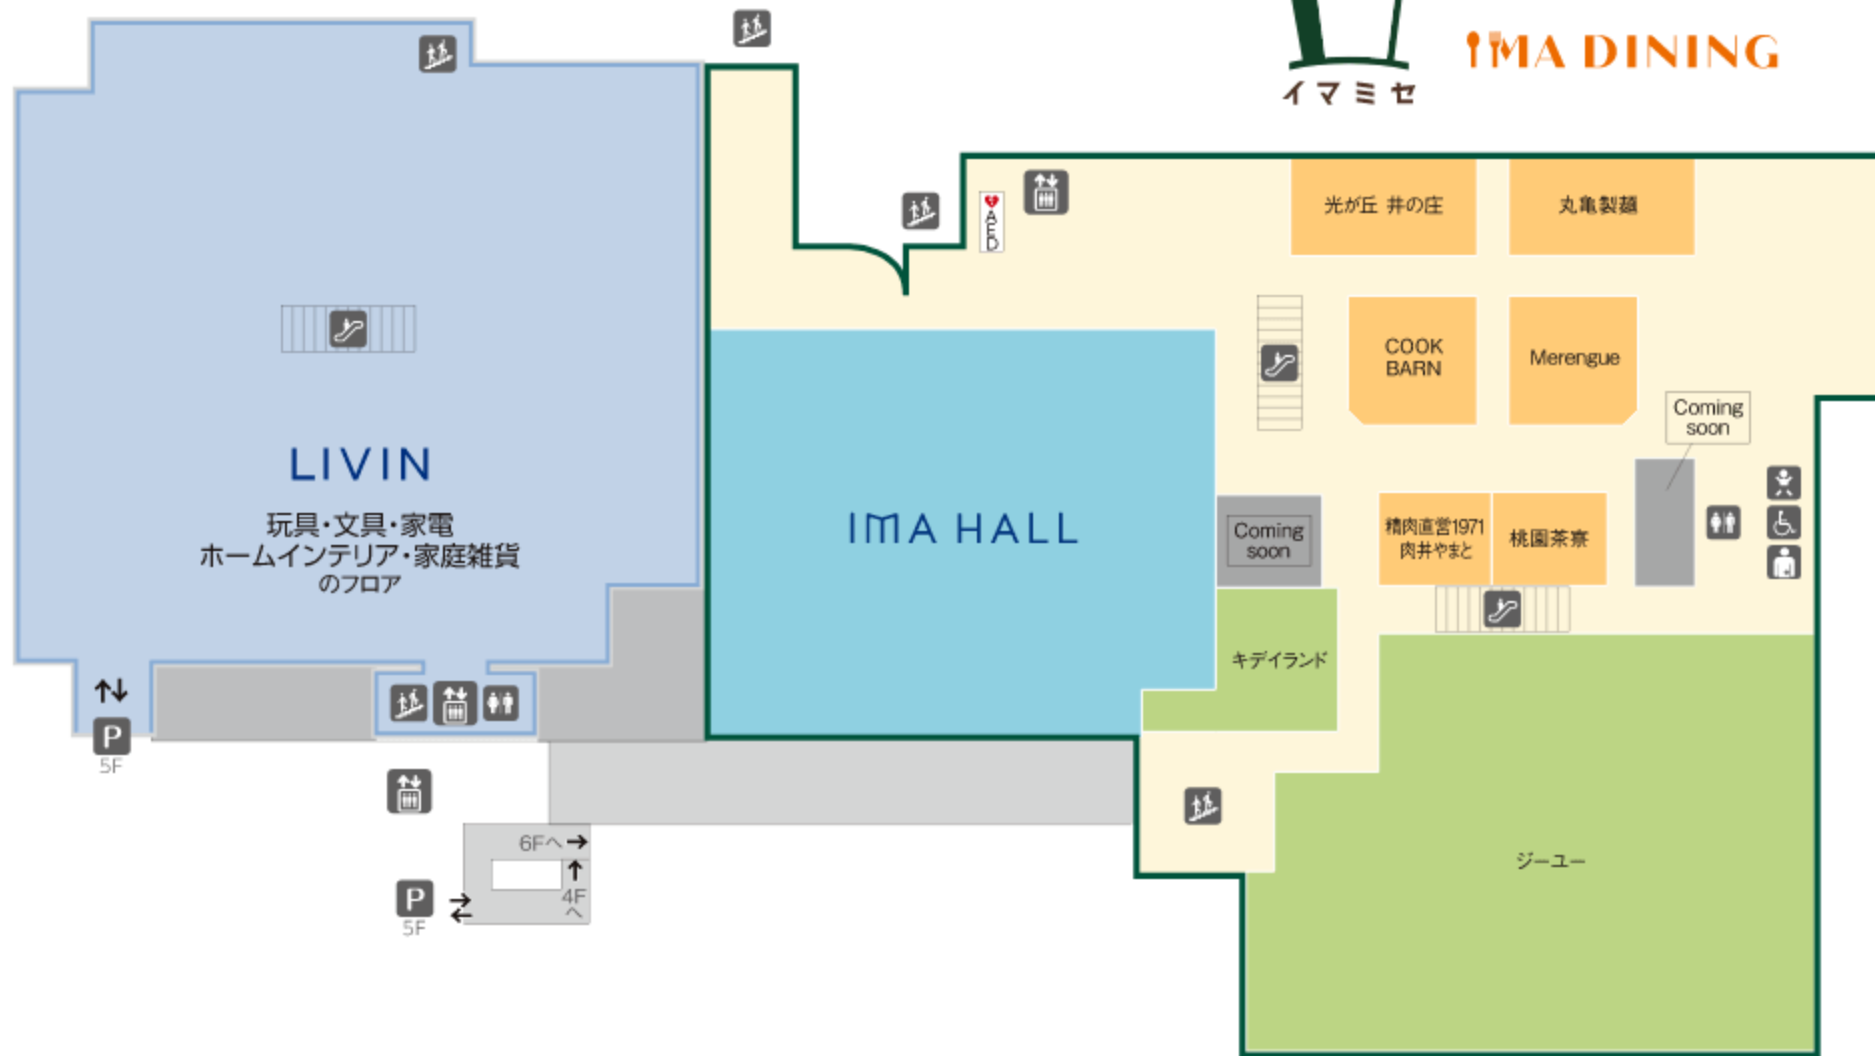 イマミセ
IMA DINING
AED
光が丘 井の庄
丸亀製麺
COOK
BARN
Merengue
Coming
soon
LIVIN
玩具・文具・家電
ホームインテリア・家庭雑貨
のフロア
IMA HALL
Coming
soon
精肉直営1971
肉丼やまと
桃園茶寮
キデイランド
P
5F
6Fへ
4F
へ
P
5F
ジーユー